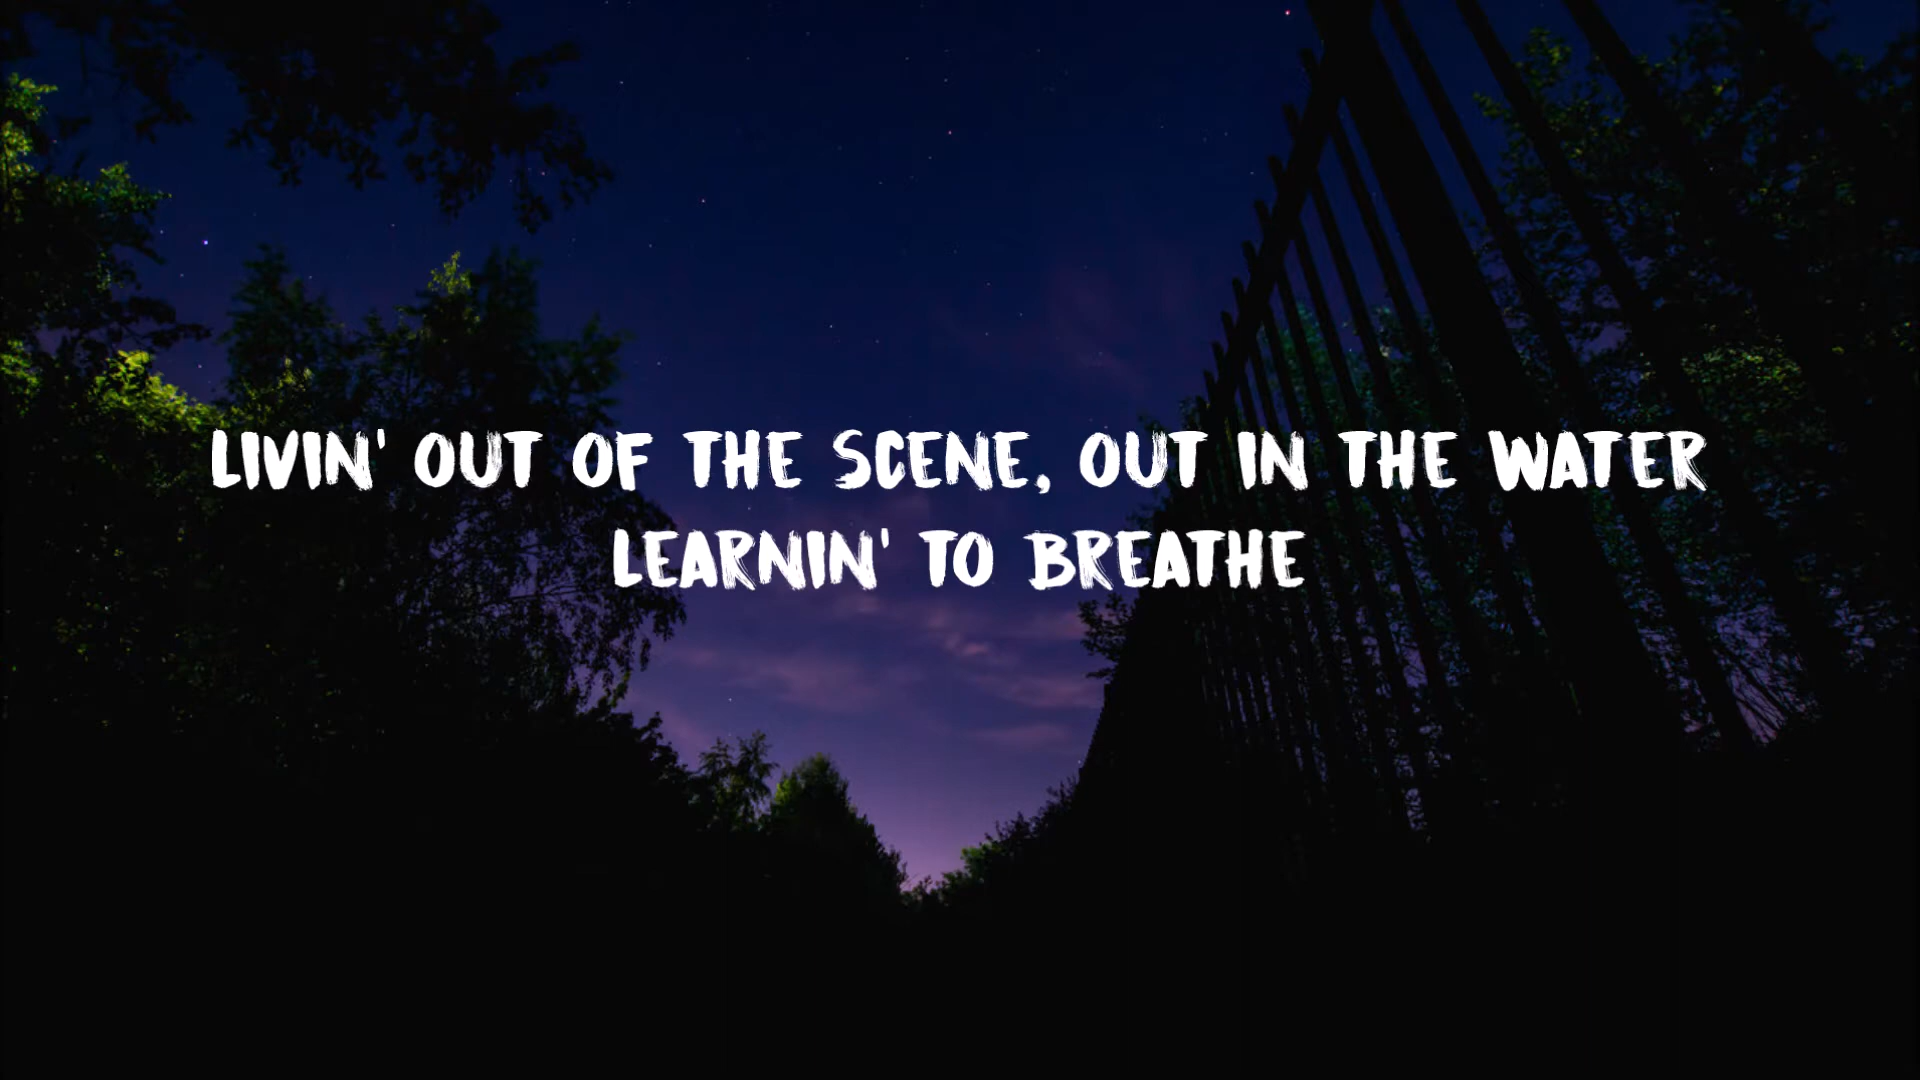 LIVIN' OUT OF THE SCENE, OUT IN THE WATER
LEARNIN' TO BREATHE